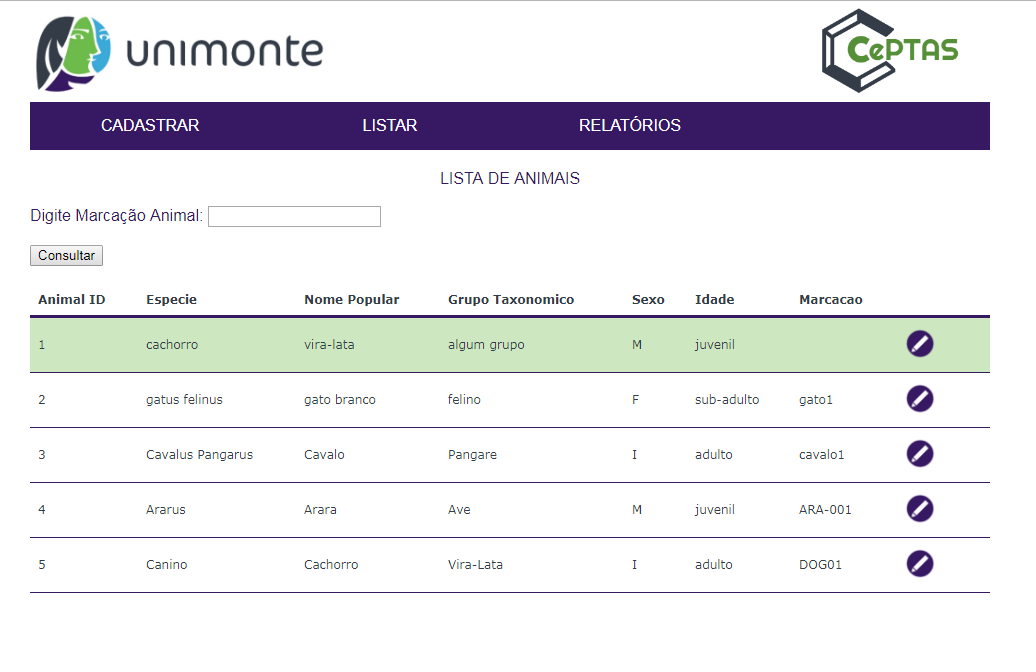 unimonte
CePTAS
CADASTRAR LISTAR RELATÓRIOS
LISTA DE ANIMAIS
Digite Marcação Animal:
Consultar
Animal ID Especie Nome Popular Grupo Taxonomico Sexo Idade Marcacao
1 cachorro vira-lata algum grupo M juvenil
2 gatus felinus gato branco felino F sub-adulto gato1
3 Cavalus Pangarus Cavalo Pangare I adulto cavalo1
4 Ararus Arara Ave M juvenil ARA-001
5 Canino Cachorro Vira-Lata I adulto DOG01